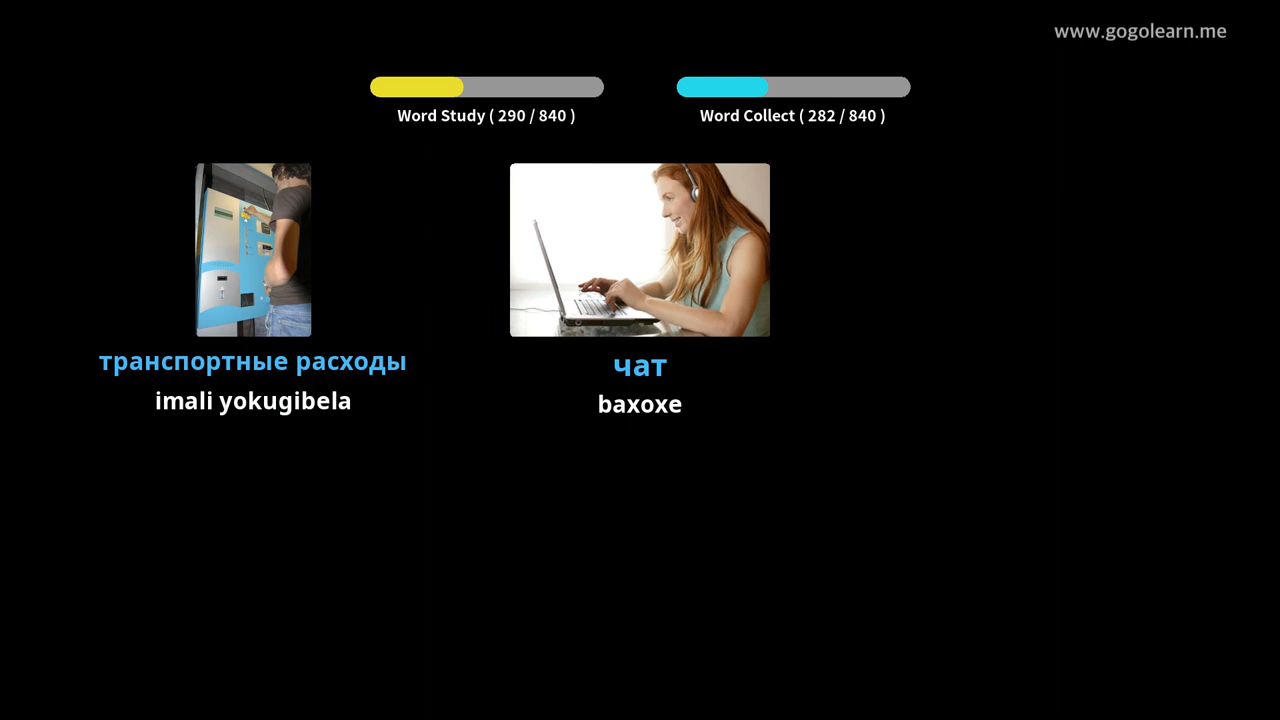 www.gogolearn.me
Word Study ( 290 / 840 )
Word Collect ( 282 / 840 )
транспортные расходы
imali yokugibela
чат
baxoxe